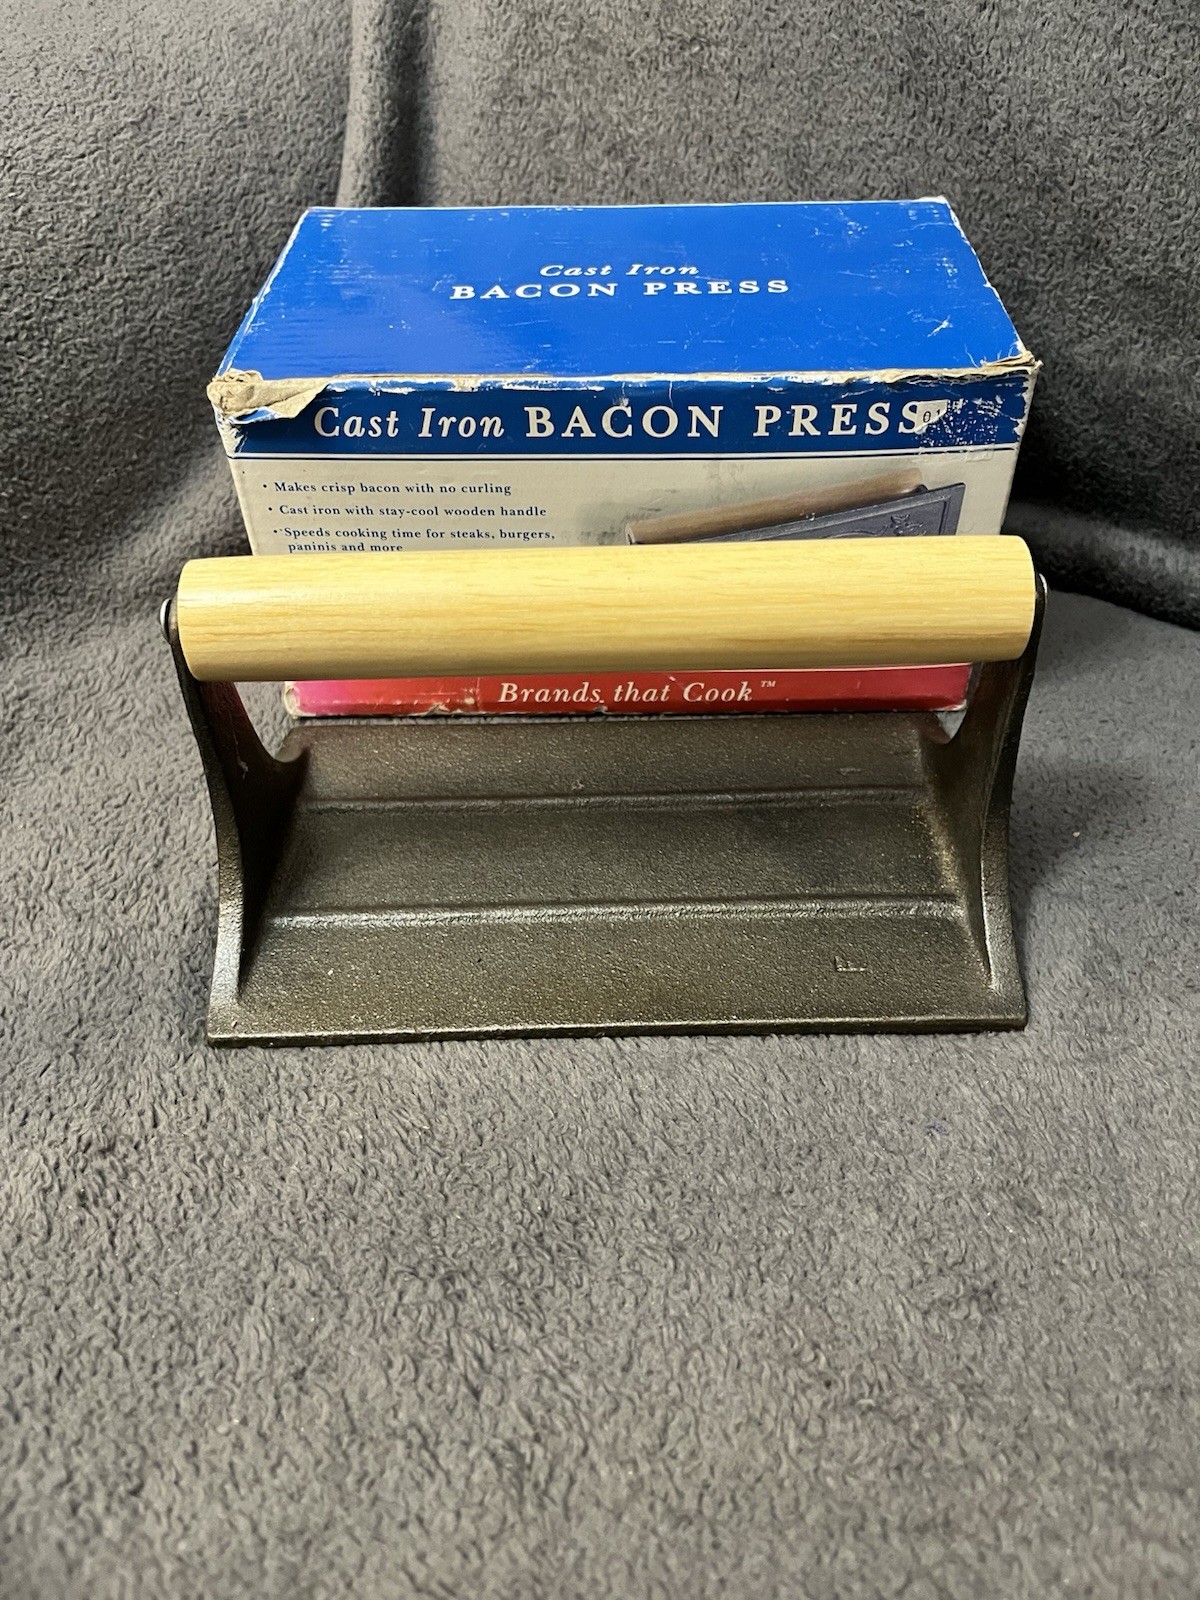 Cast Iron
BACON PRESS
Cast Iron BACON PRESS
• Makes crisp bacon with no curling
• Cast iron with stay-cool wooden handle
• Speeds cooking time for steaks, burgers,
paninis and more
Brands that Cook™